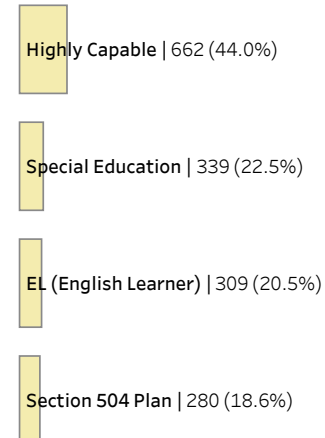 Highly Capable | 662 (44.0%)
Special Education | 339 (22.5%)
EL (English Learner) | 309 (20.5%)
Section 504 Plan | 280 (18.6%)